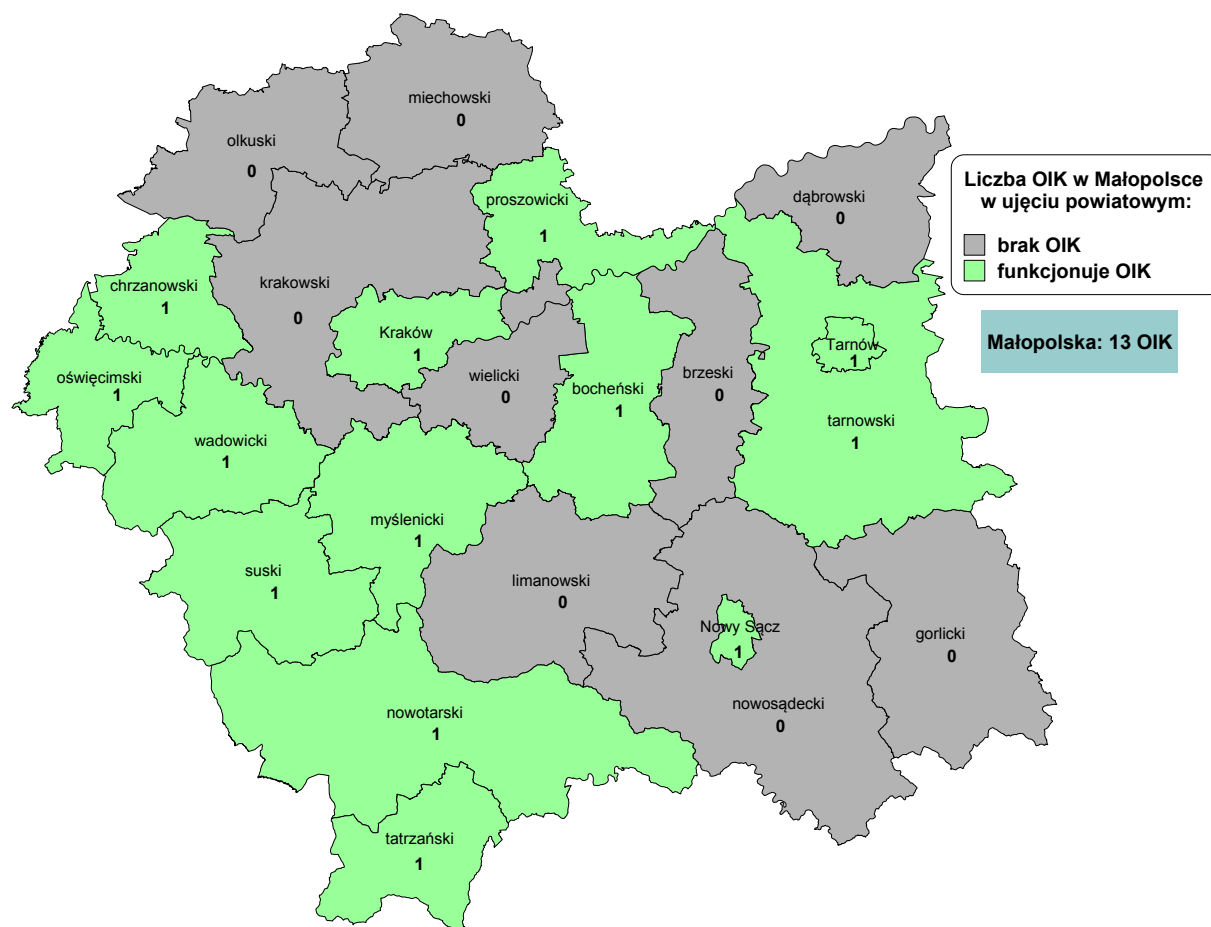 miechowski
0
olkuski
0
proszowicki
1
dąbrowski
0
Liczba OIK w Małopolsce
w ujęciu powiatowym:
brak OIK
funkcjonuje OIK
chrzanowski
1
krakowski
0
Kraków
1
Tarnów
1
Małopolska: 13 OIK
oświęcimski
1
wielicki
0
bocheński
1
brzeski
0
tarnowski
1
wadowicki
1
myślenicki
1
suski
1
limanowski
0
Nowy Sącz
1
gorlicki
0
nowosądecki
0
nowotarski
1
tatrzański
1